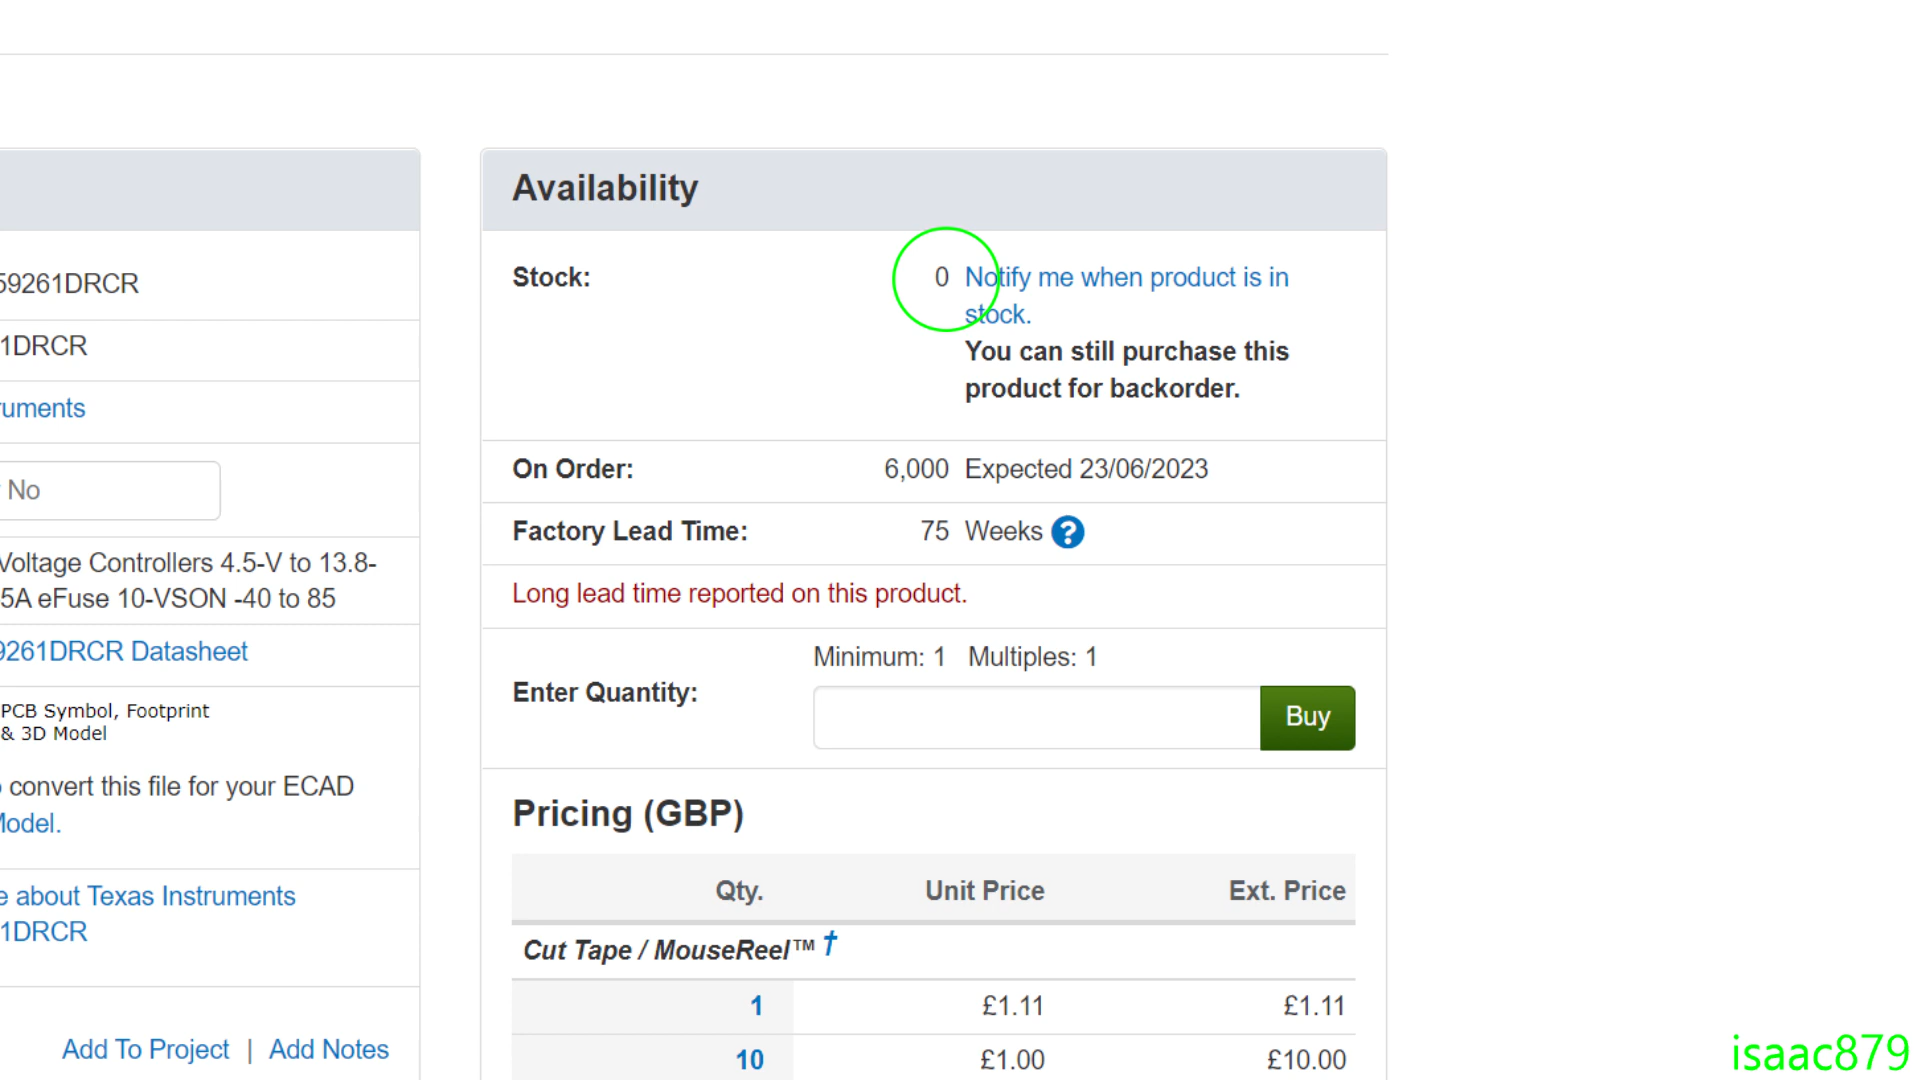 59261DRCR
1DRCR
uments
No
Voltage Controllers 4.5-V to 13.8-
5A eFuse 10-VSON -40 to 85
9261DRCR Datasheet
PCB Symbol, Footprint
& 3D Model
convert this file for your ECAD
Model.
e about Texas Instruments
1DRCR
Add To Project | Add Notes
Availability
Stock: 0 Notify me when product is in
stock.
You can still purchase this
product for backorder.
On Order: 6,000 Expected 23/06/2023
Factory Lead Time: 75 Weeks ?
Long lead time reported on this product.
Minimum: 1 Multiples: 1
Enter Quantity:
Buy
Pricing (GBP)
Qty. Unit Price Ext. Price
Cut Tape / MouseReel™ †
1 £1.11 £1.11
10 £1.00 £10.00
isaac879